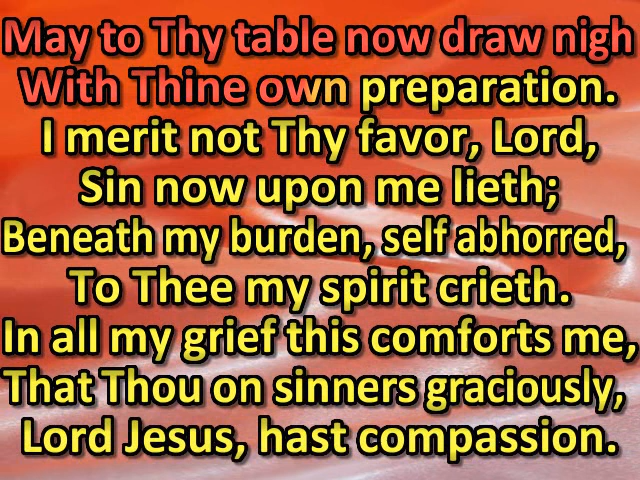 May to Thy table now draw nigh
With Thine own preparation.
I merit not Thy favor, Lord,
Sin now upon me lieth;
Beneath my burden, self abhorred,
To Thee my spirit crieth.
In all my grief this comforts me,
That Thou on sinners graciously,
Lord Jesus, hast compassion.